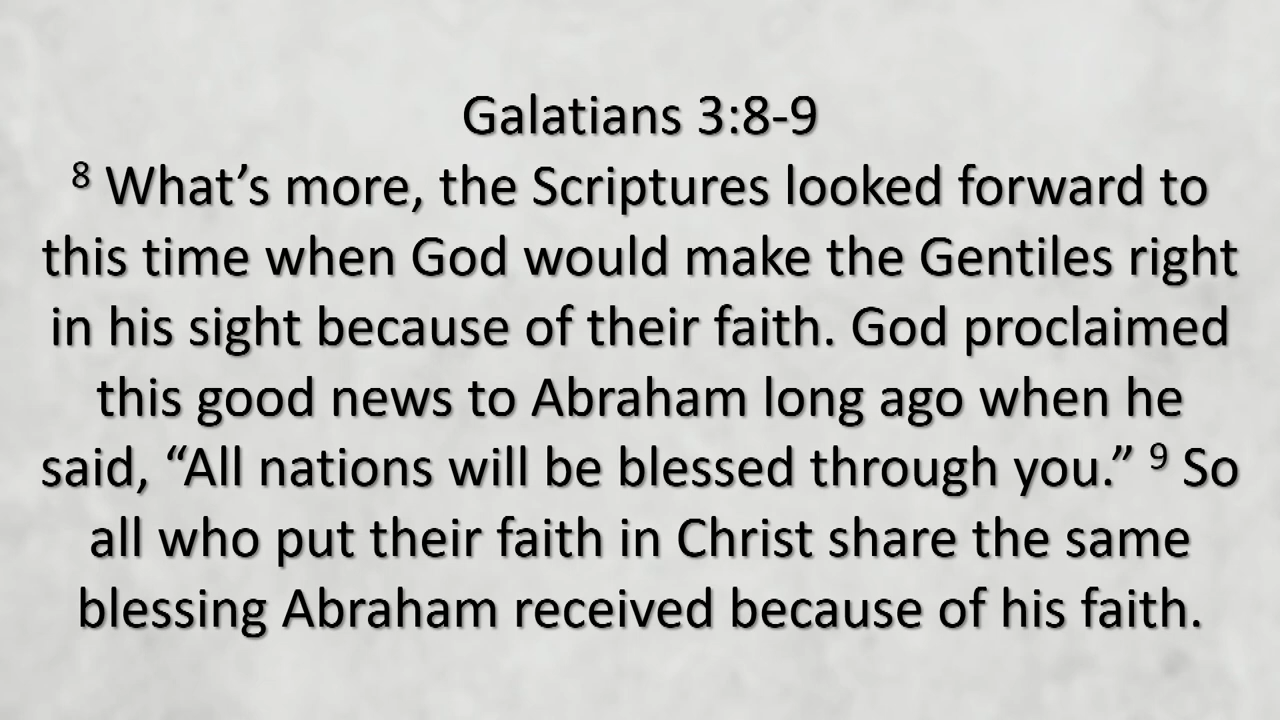 Galatians 3:8-9
⁸ What’s more, the Scriptures looked forward to
this time when God would make the Gentiles right
in his sight because of their faith. God proclaimed
this good news to Abraham long ago when he
said, “All nations will be blessed through you.” ⁹ So
all who put their faith in Christ share the same
blessing Abraham received because of his faith.